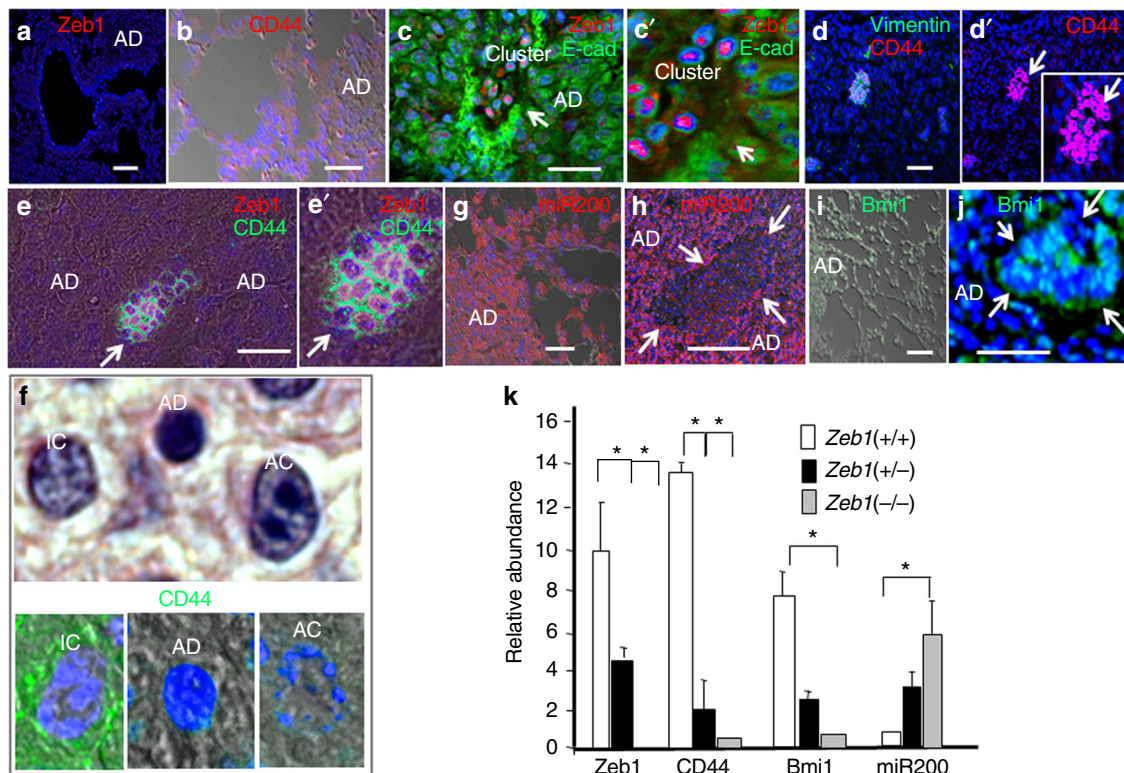 a Zeb1 AD
b CD44 AD
c Zeb1 E-cad Cluster AD
c′ Zeb1 E-cad Cluster AD
d Vimentin CD44
d′ CD44
e Zeb1 CD44 AD AD
e′ Zeb1 CD44
g miR200 AD
h miR200 AD AD
i Bmi1 AD
j Bmi1 AD
f
IC AD AC
CD44
IC AD AC
k
Relative abundance
16
14
12
10
8
6
4
2
0
* * * * * *
Zeb1(+/+)
Zeb1(+/−)
Zeb1(−/−)
Zeb1 CD44 Bmi1 miR200